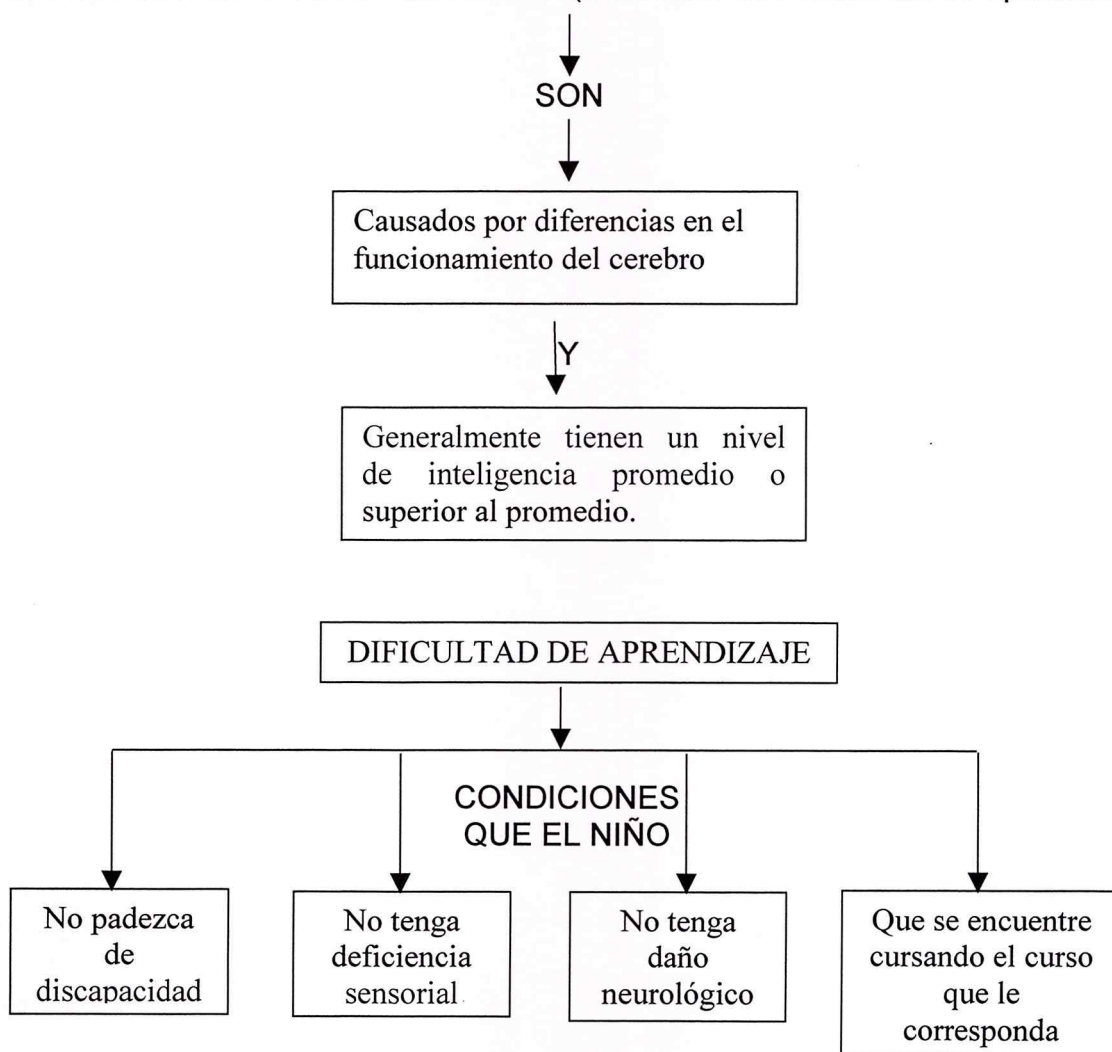 SON
Causados por diferencias en el
funcionamiento del cerebro
Y
Generalmente tienen un nivel
de inteligencia promedio o
superior al promedio.
DIFICULTAD DE APRENDIZAJE
CONDICIONES
QUE EL NIÑO
No padezca
de
discapacidad
No tenga
deficiencia
sensorial
No tenga
daño
neurológico
Que se encuentre
cursando el curso
que le
corresponda